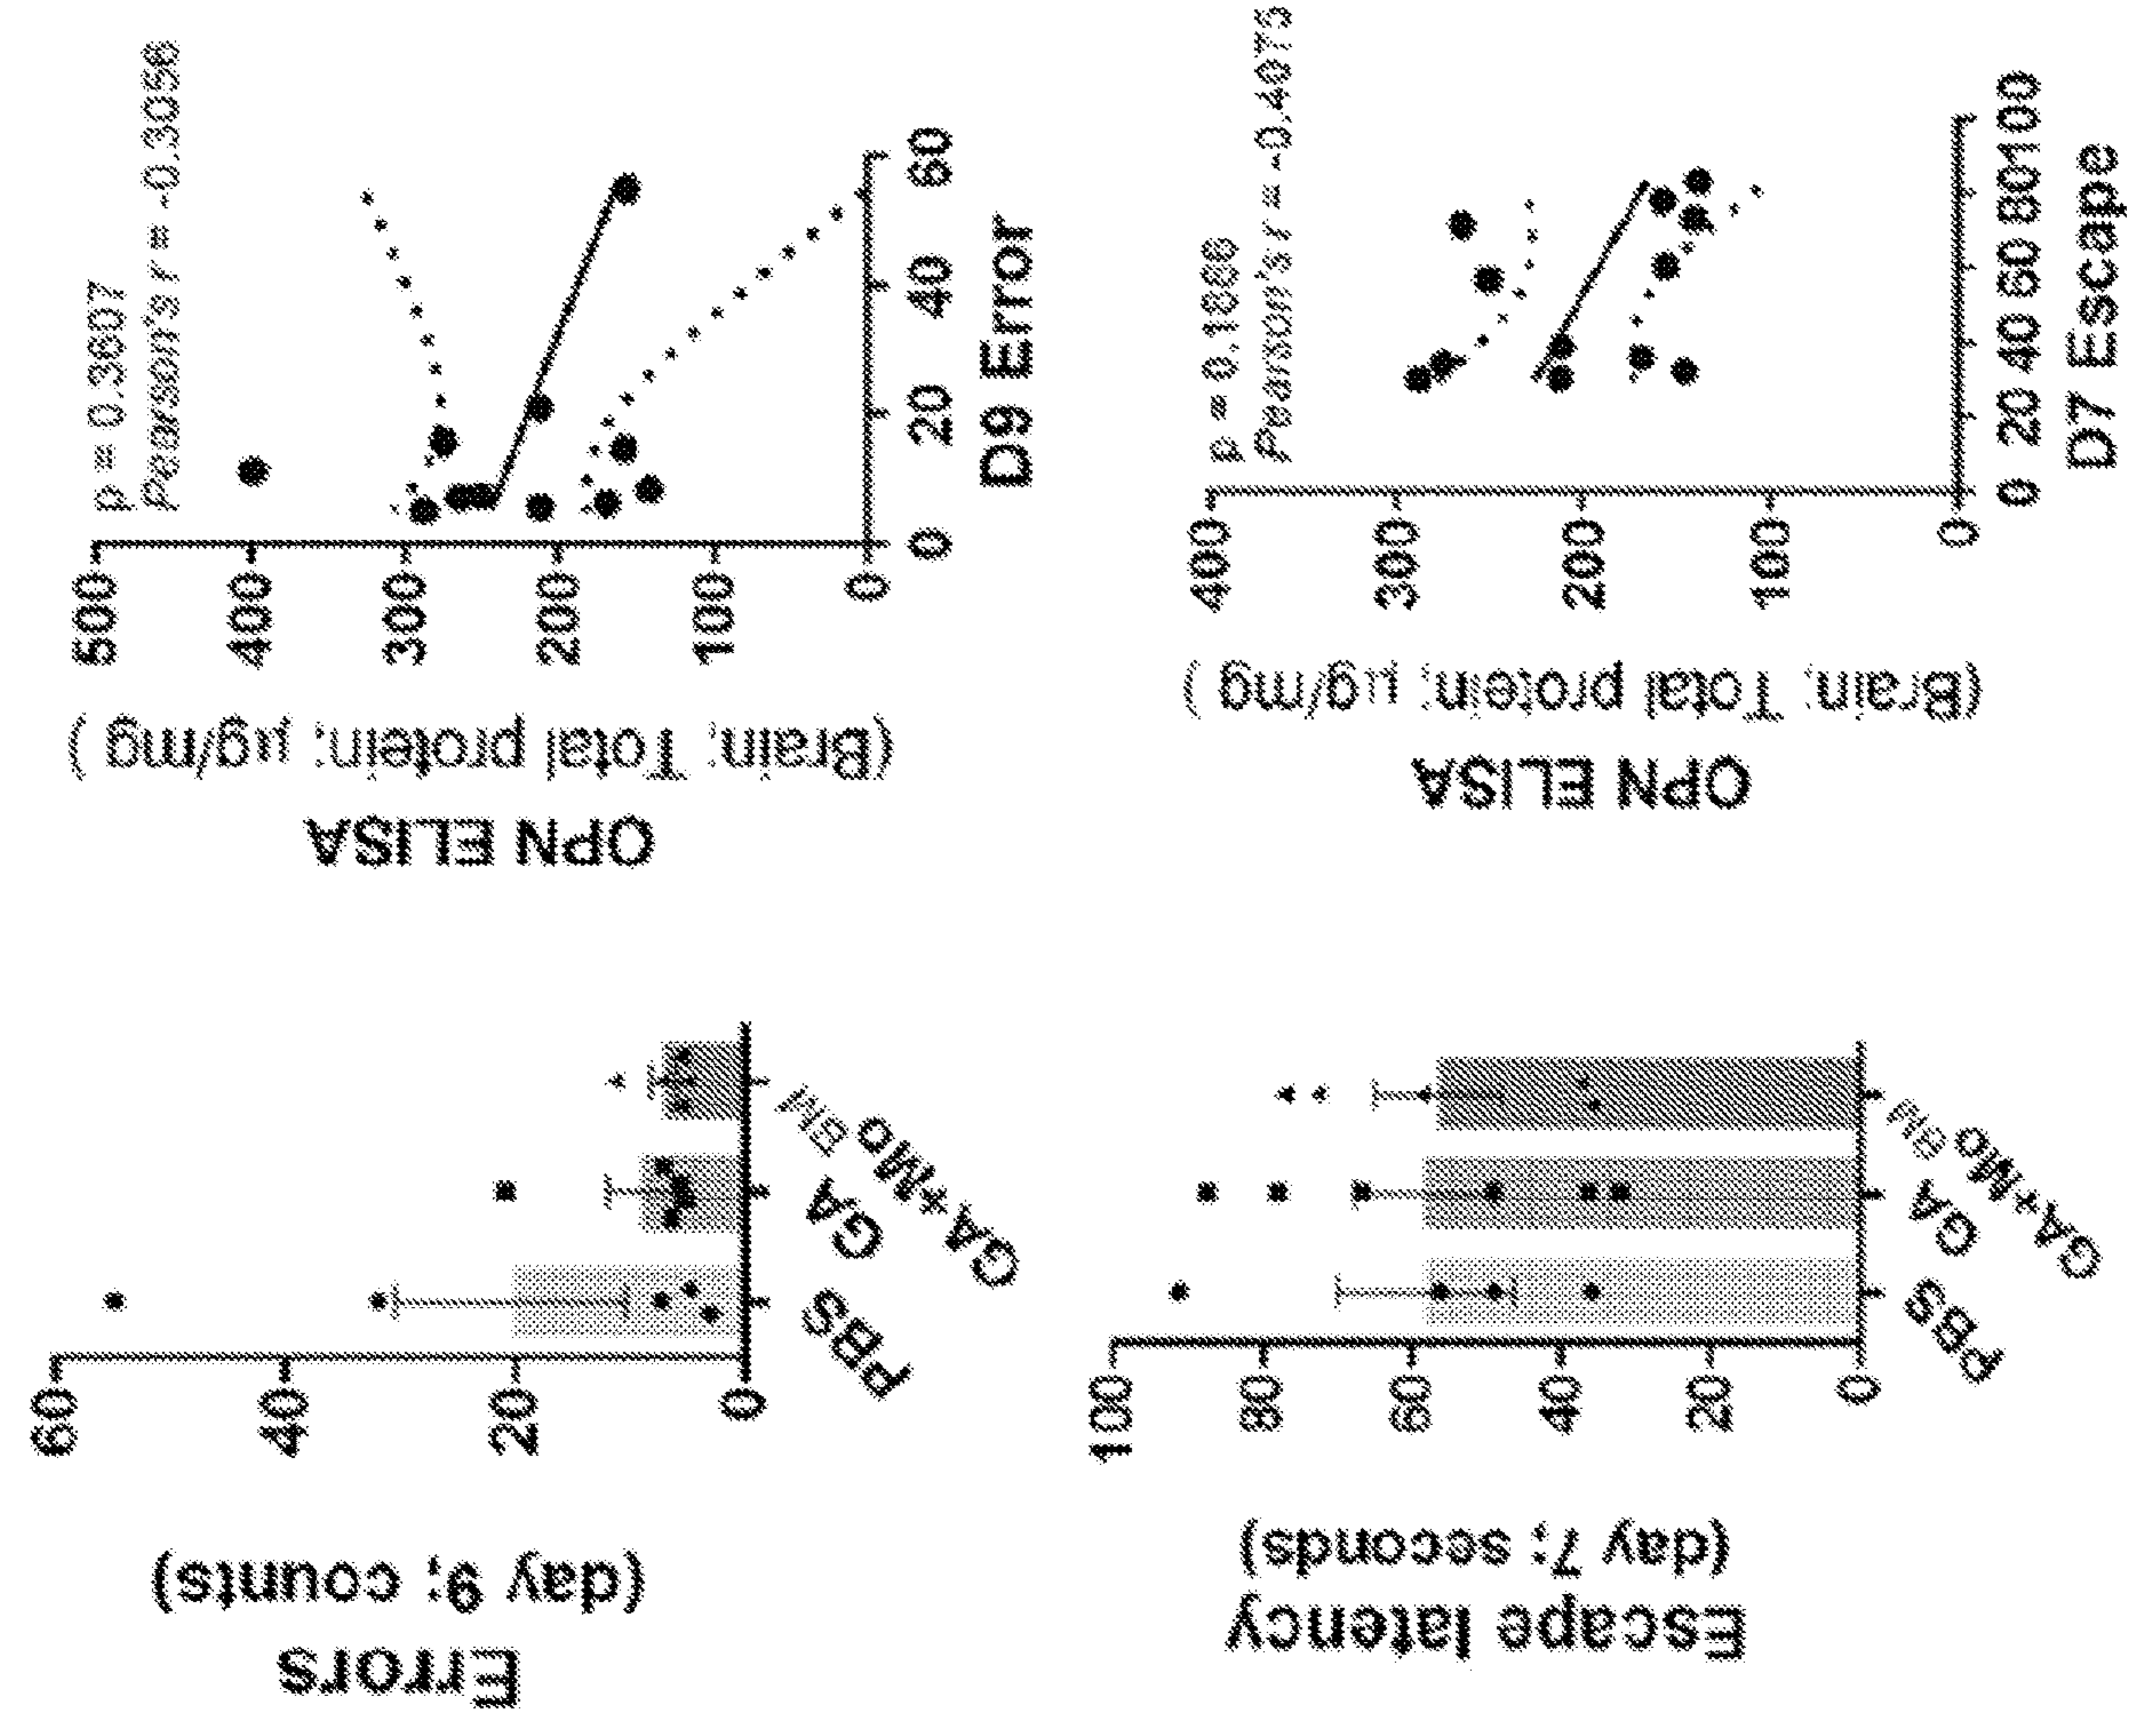 Errors
(day 9; counts)
60
40
20
0
PBS
GA
GA+Mo BM
OPN ELISA
(Brain; Total protein; µg/mg )
p = 0.3607
Pearson's r = -0.3056
500
400
300
200
100
0
0 20 40 60
D9 Error
Escape latency
(day 7; seconds)
100
80
60
40
20
0
PBS
GA
GA+Mo BM
OPN ELISA
(Brain; Total protein; µg/mg )
p = 0.1886
Pearson's r = -0.4075
400
300
200
100
0
0 20 40 60 80 100
D7 Escape